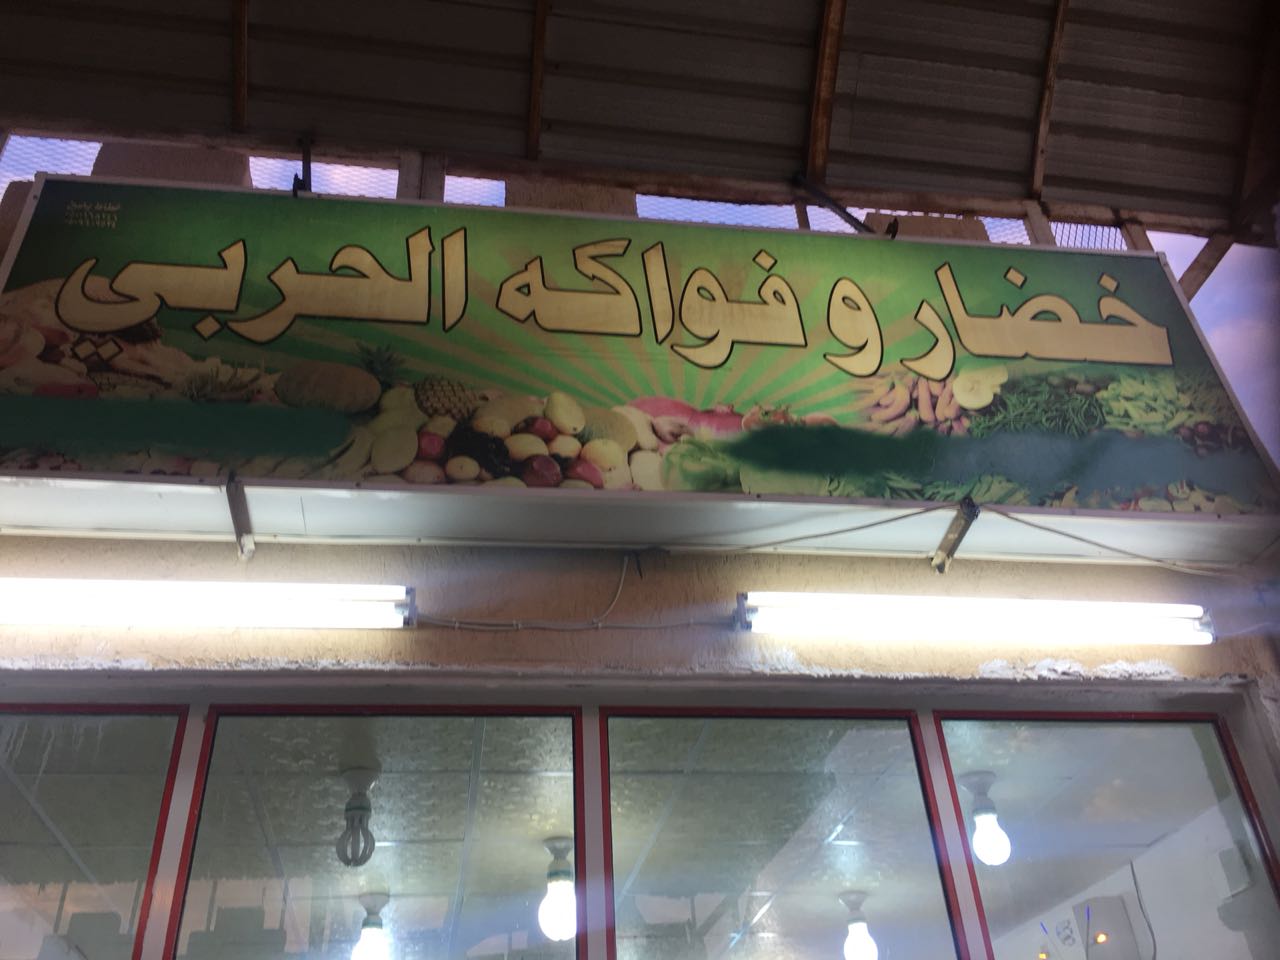 خضار و فواكه الحربي